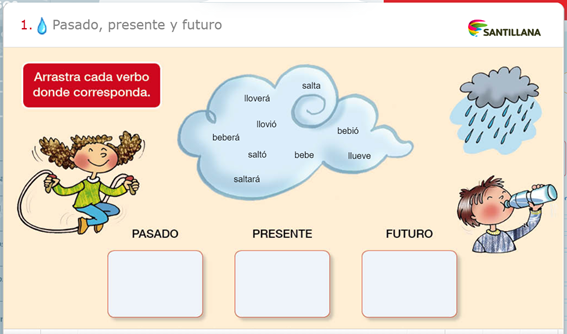 1. Pasado, presente y futuro
SANTILLANA
Arrastra cada verbo
donde corresponda.
salta
lloverá
llovió
bebió
beberá
saltó
bebe
llueve
saltará
PASADO
PRESENTE
FUTURO